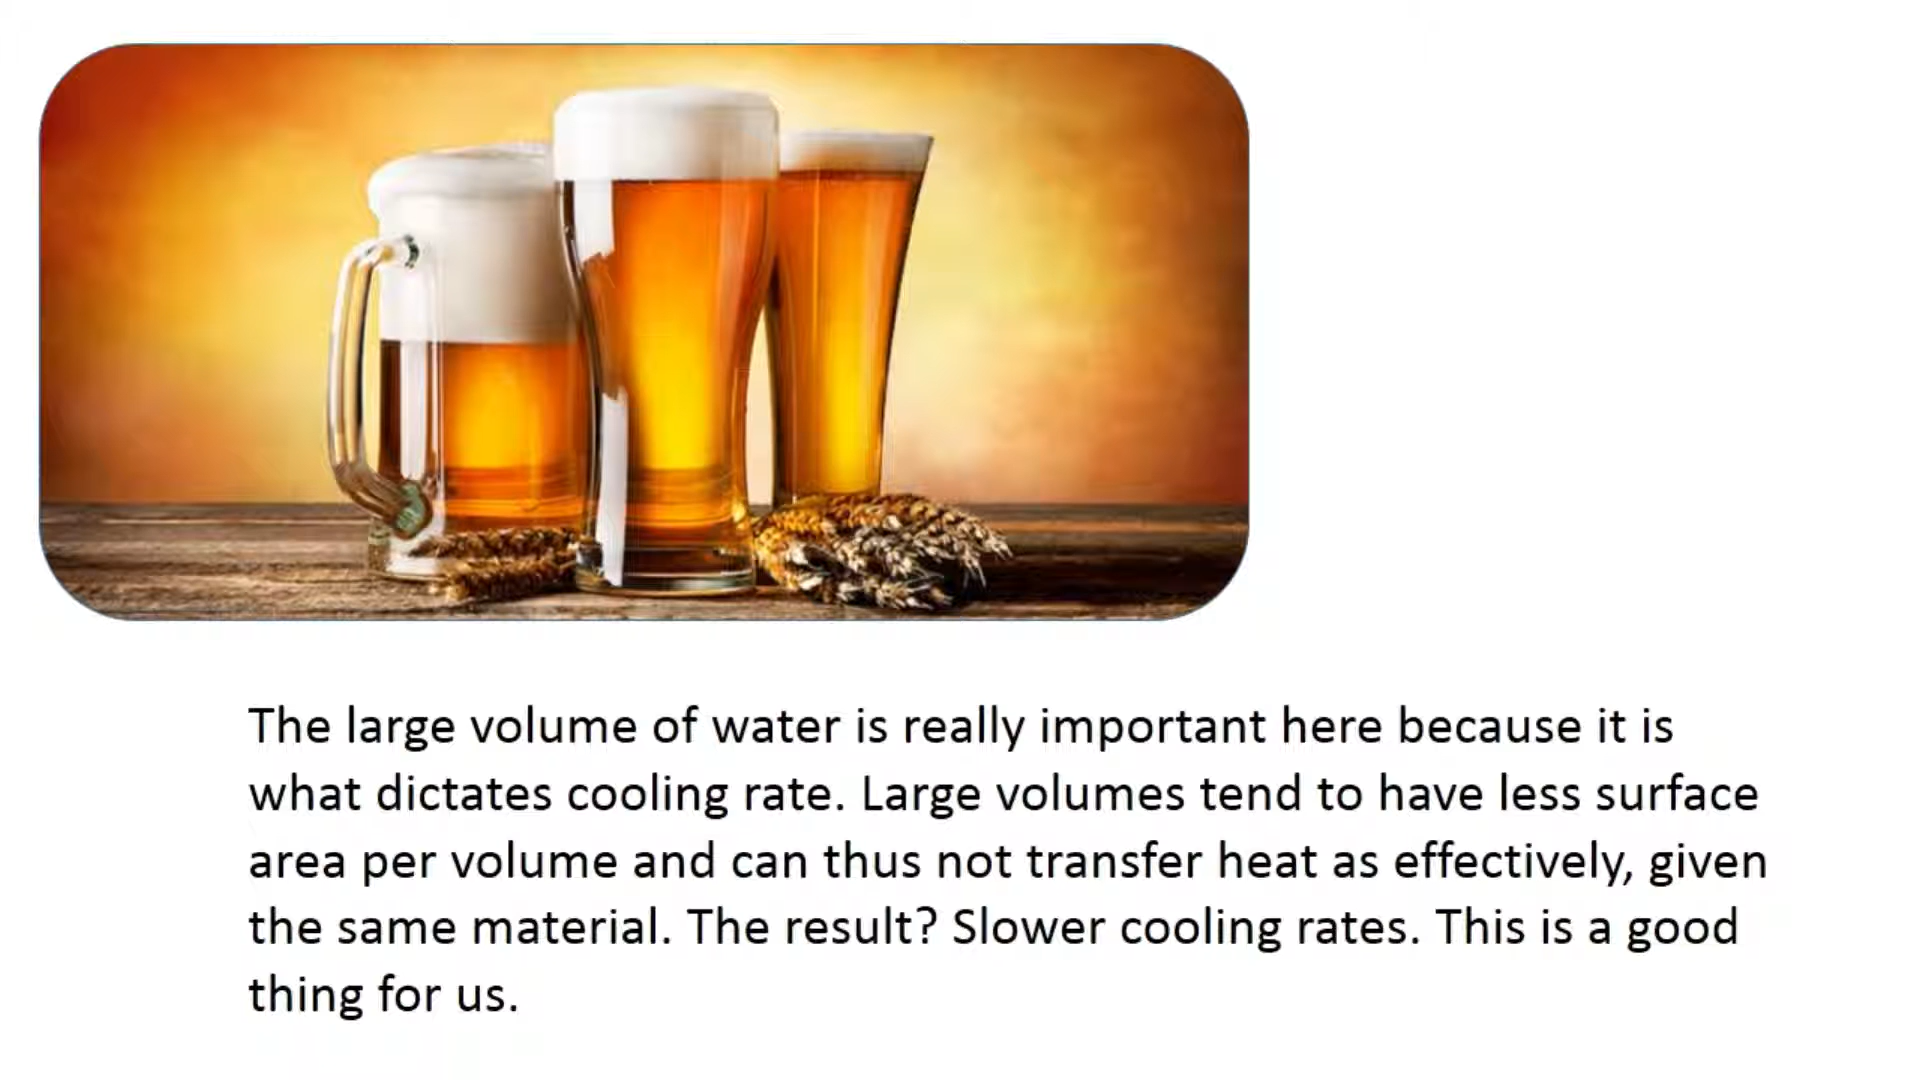 The large volume of water is really important here because it is
what dictates cooling rate. Large volumes tend to have less surface
area per volume and can thus not transfer heat as effectively, given
the same material. The result? Slower cooling rates. This is a good
thing for us.